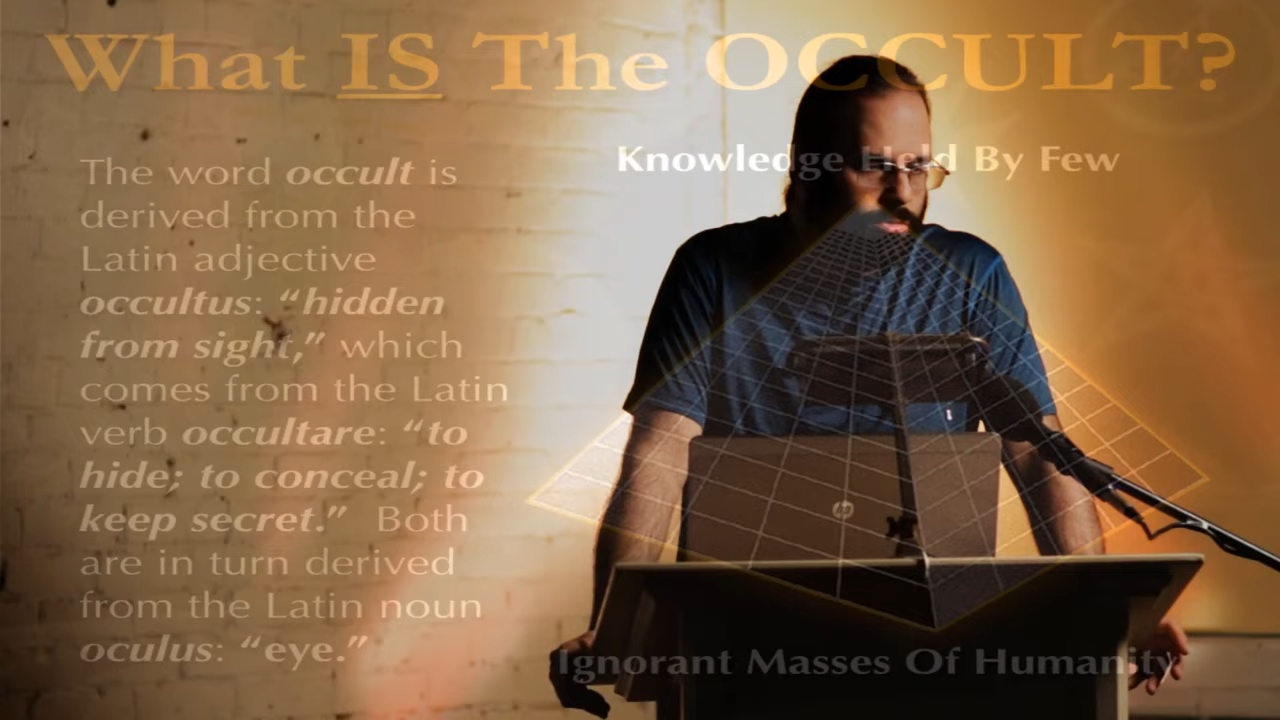 What IS The OCCULT?
The word occult is
derived from the
Latin adjective
occultus: “hidden
from sight,” which
comes from the Latin
verb occultare: “to
hide; to conceal; to
keep secret.”  Both
are in turn derived
from the Latin noun
oculus: “eye.”
Knowledge Held By Few
hp
Ignorant Masses Of Humanity